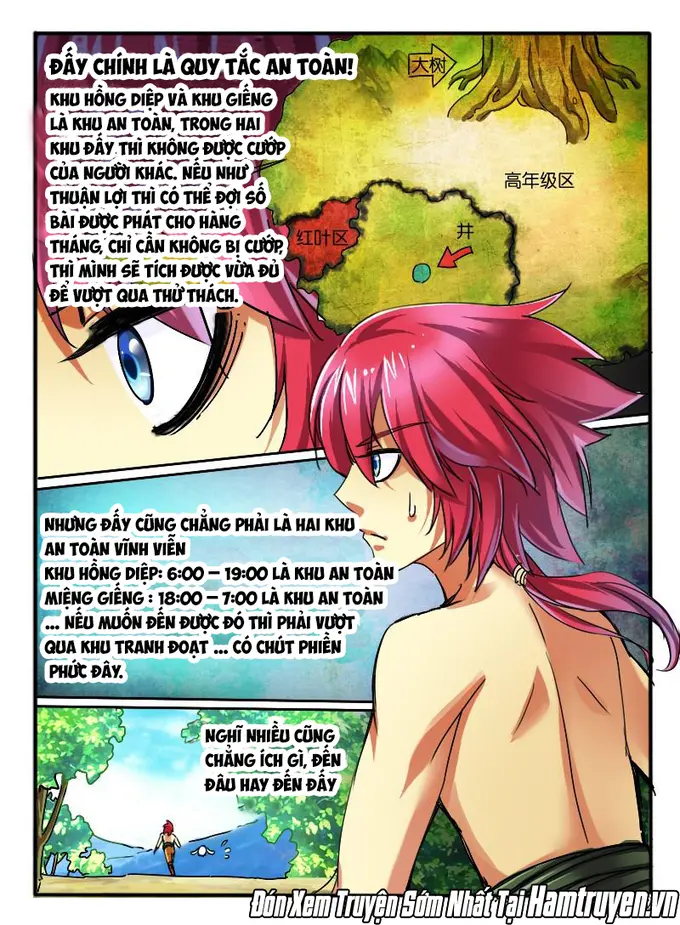 ĐẤY CHÍNH LÀ QUY TẮC AN TOÀN!
KHU HỒNG DIỆP VÀ KHU GIẾNG
LÀ KHU AN TOÀN, TRONG HAI
KHU ĐẤY THÌ KHÔNG ĐƯỢC CƯỚP
CỦA NGƯỜI KHÁC. NẾU NHƯ
THUẬN LỢI THÌ CÓ THỂ ĐỢI SỐ
BÀI ĐƯỢC PHÁT CHO HÀNG
THÁNG, CHỈ CẦN KHÔNG BỊ CƯỚP,
THÌ MÌNH SẼ TÍCH ĐƯỢC VỪA ĐỦ
ĐỂ VƯỢT QUA THỬ THÁCH.
大树
高年级区
红叶区
井
NHƯNG ĐẤY CŨNG CHẲNG PHẢI LÀ HAI KHU
AN TOÀN VĨNH VIỄN
KHU HỒNG DIỆP: 6:00 – 19:00 LÀ KHU AN TOÀN
MIỆNG GIẾNG : 18:00 – 7:00 LÀ KHU AN TOÀN
... NẾU MUỐN ĐẾN ĐƯỢC ĐÓ THÌ PHẢI VƯỢT
QUA KHU TRANH ĐOẠT ... CÓ CHÚT PHIỀN
PHỨC ĐÂY.
NGHĨ NHIỀU CŨNG
CHẲNG ÍCH GÌ, ĐẾN
ĐÂU HAY ĐẾN ĐẤY
Đón Xem Truyện Sớm Nhất Tại Hamtruyen.vn